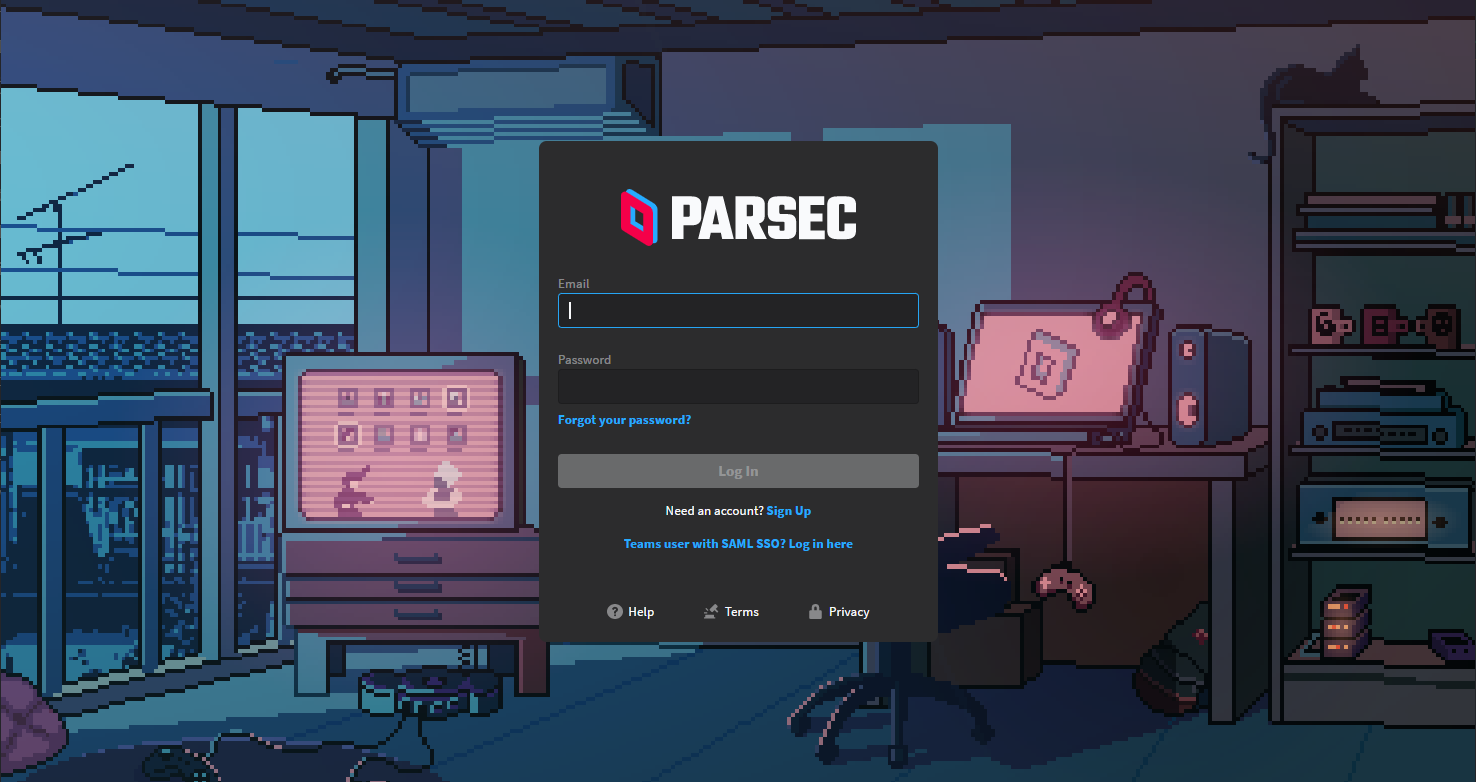 PARSEC
Email
Password
Forgot your password?
Log In
Need an account? Sign Up
Teams user with SAML SSO? Log in here
Help Terms Privacy